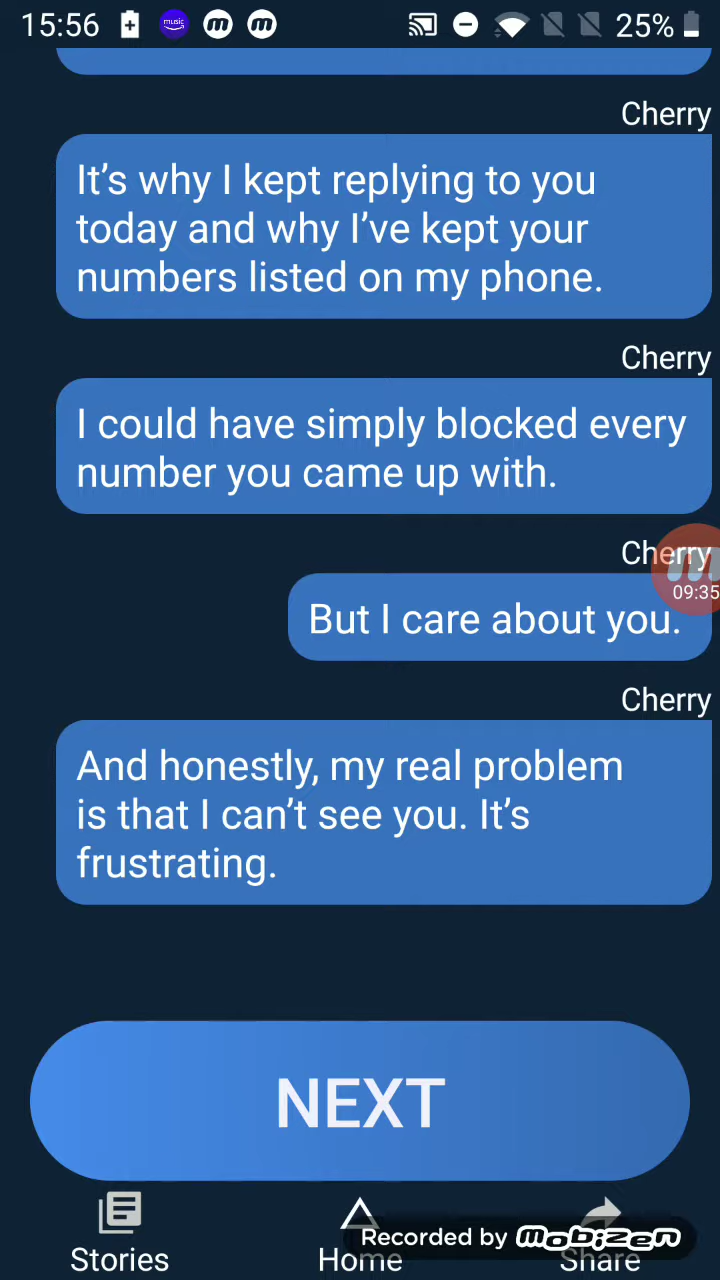 15:56 music 25%
Cherry
It’s why I kept replying to you
today and why I’ve kept your
numbers listed on my phone.
Cherry
I could have simply blocked every
number you came up with.
Cherry
09:35
But I care about you.
Cherry
And honestly, my real problem
is that I can’t see you. It’s
frustrating.
NEXT
Recorded by mobizen
Stories Home Share